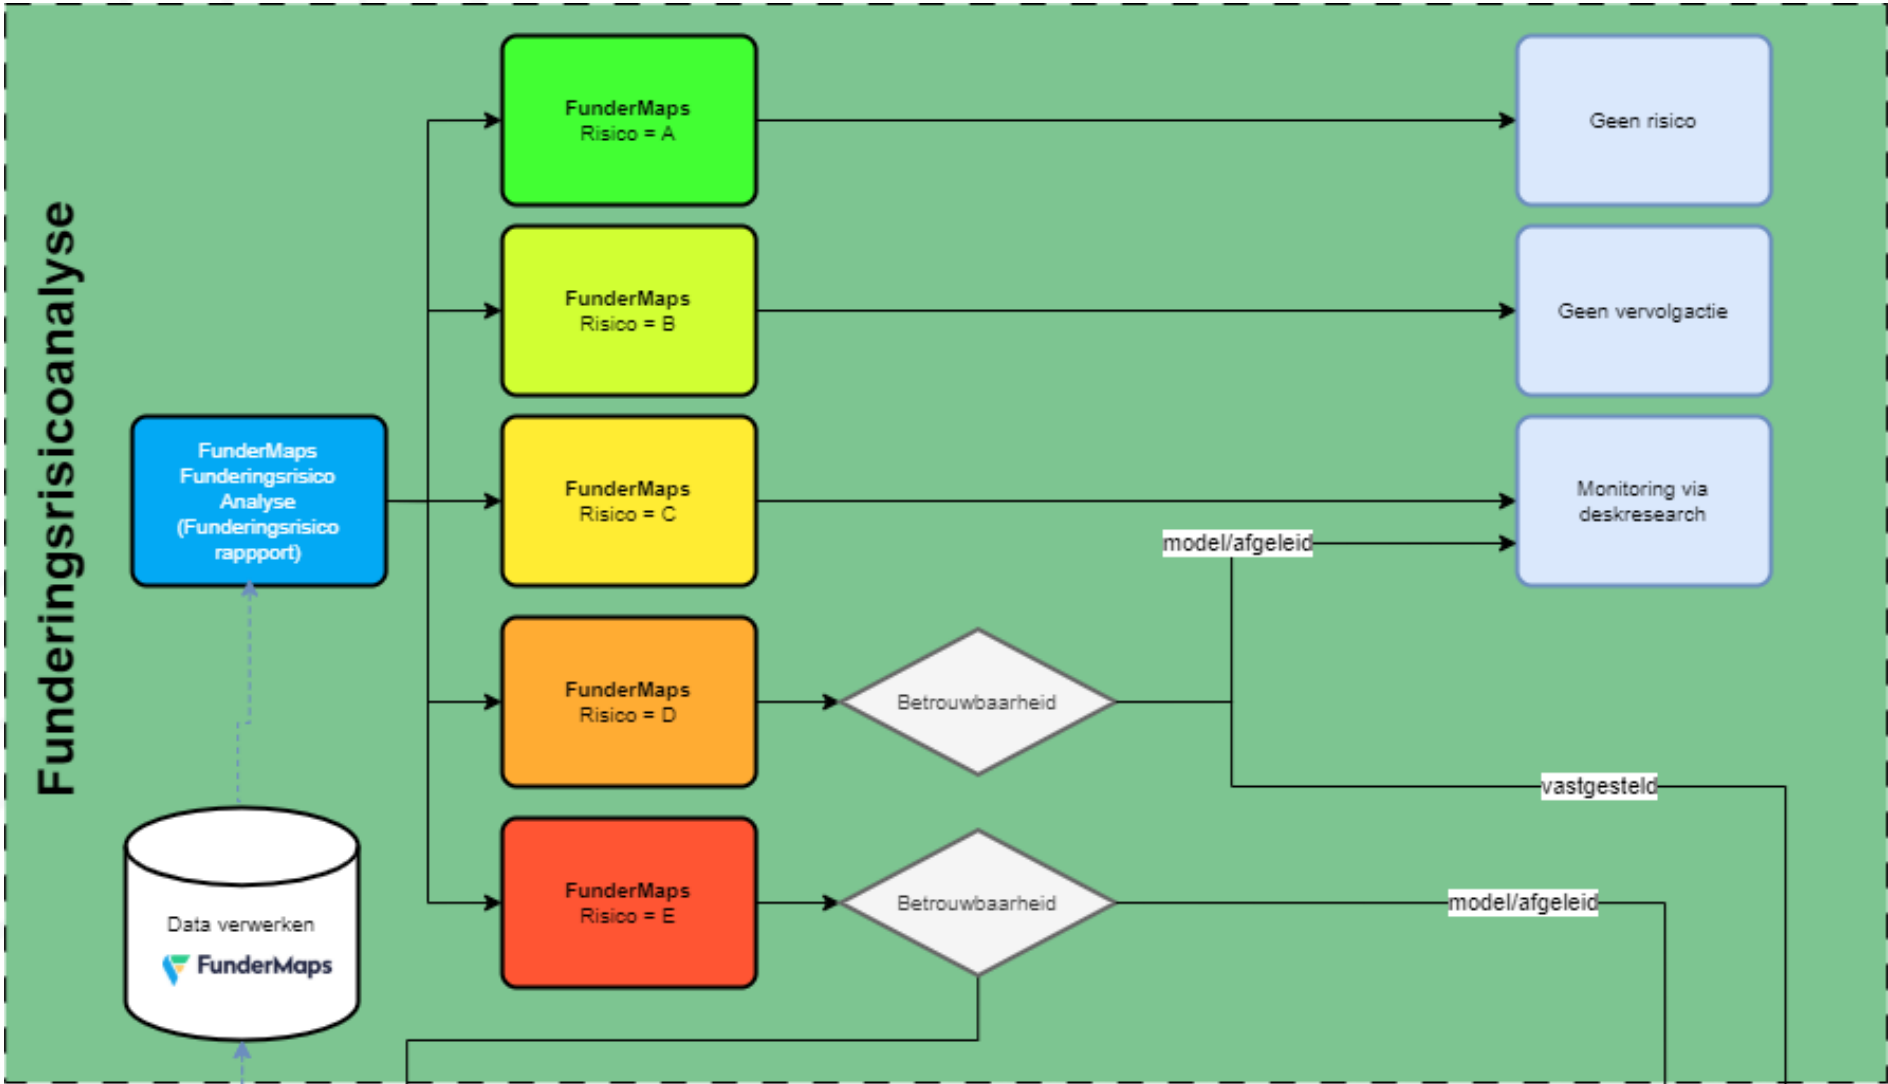 Funderingsrisicoanalyse
FunderMaps
Risico = A
Geen risico
FunderMaps
Risico = B
Geen vervolgactie
FunderMaps
Funderingsrisico
Analyse
(Funderingsrisico
rappport)
FunderMaps
Risico = C
Monitoring via
deskresearch
model/afgeleid
FunderMaps
Risico = D
Betrouwbaarheid
vastgesteld
FunderMaps
Risico = E
Betrouwbaarheid
model/afgeleid
Data verwerken
FunderMaps